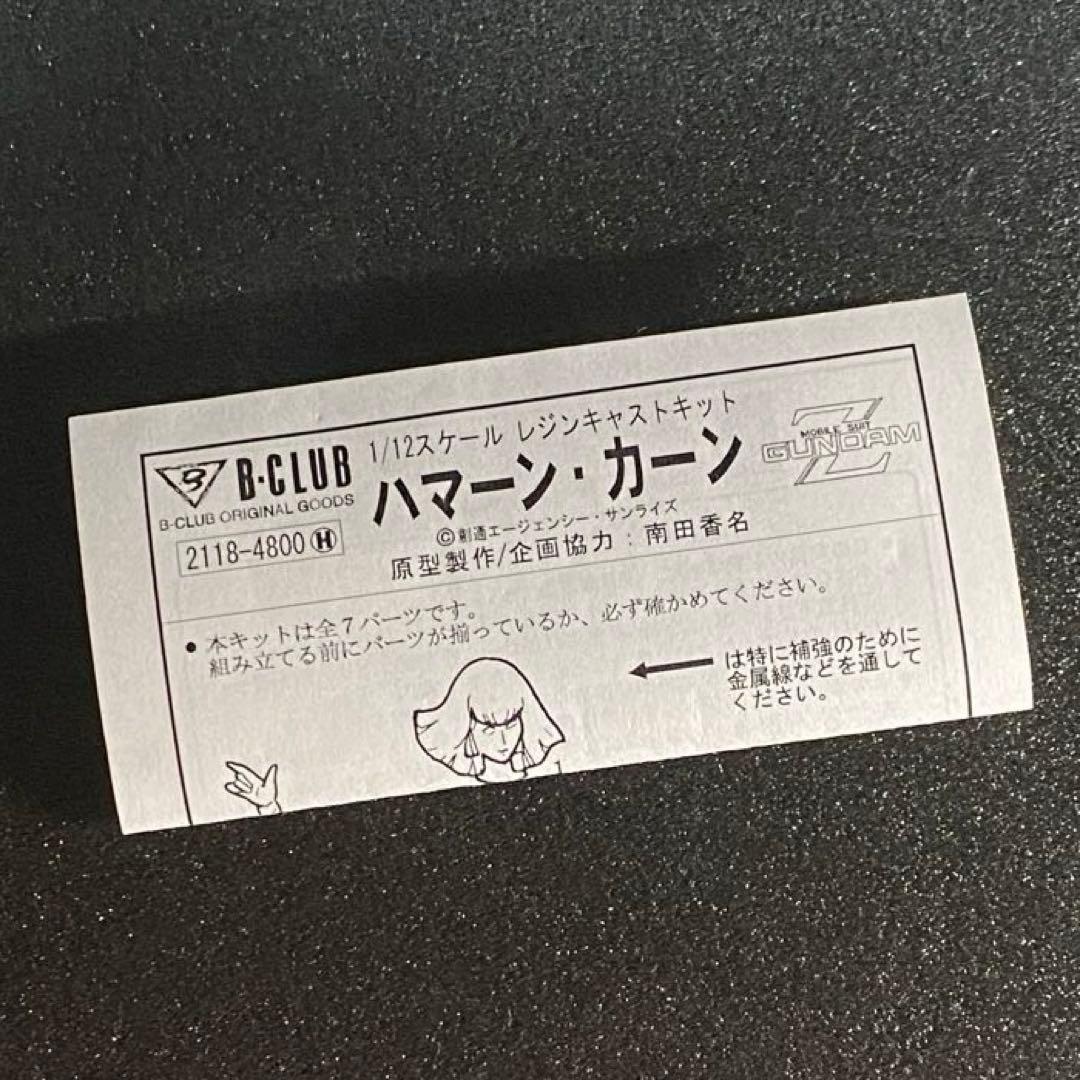 B-CLUB
B-CLUB ORIGINAL GOODS
2118-4800 H
1/12スケール レジンキャストキット
ハマーン・カーン
©創通エージェンシー・サンライズ
原型製作/企画協力：南田香名
MOBILE SUIT
Z GUNDAM
●本キットは全7パーツです。
組み立てる前にパーツが揃っているか、必ず確かめてください。
←は特に補強のために
金属線などを通して
ください。